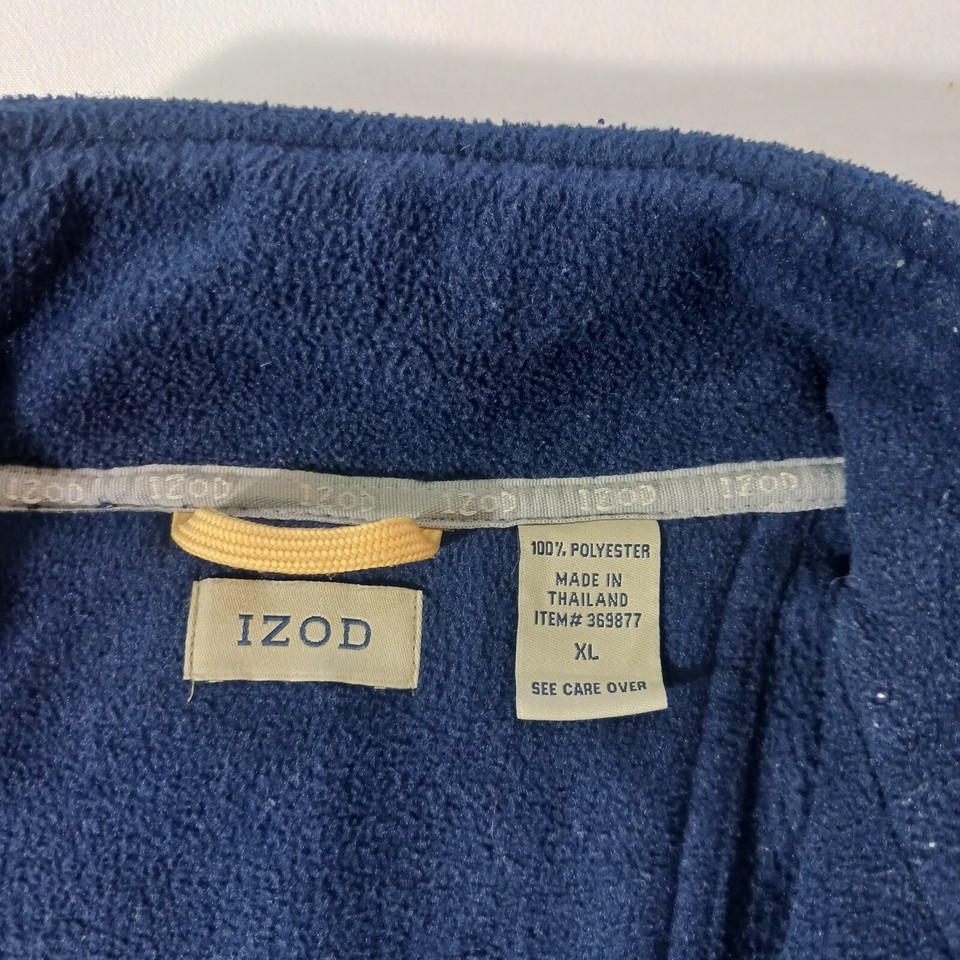 IZOD IZOD IZOD IZOD IZOD IZOD
IZOD
100% POLYESTER
MADE IN
THAILAND
ITEM# 369877
XL
SEE CARE OVER